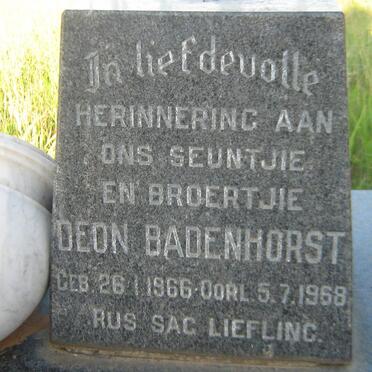 In liefdevolle
HERINNERING AAN
ONS SEUNTJIE
EN BROERTJIE
DEON BADENHORST
GEB. 26.1.1966-OORL. 5.7.1968
RUS SAG LIEFLING.